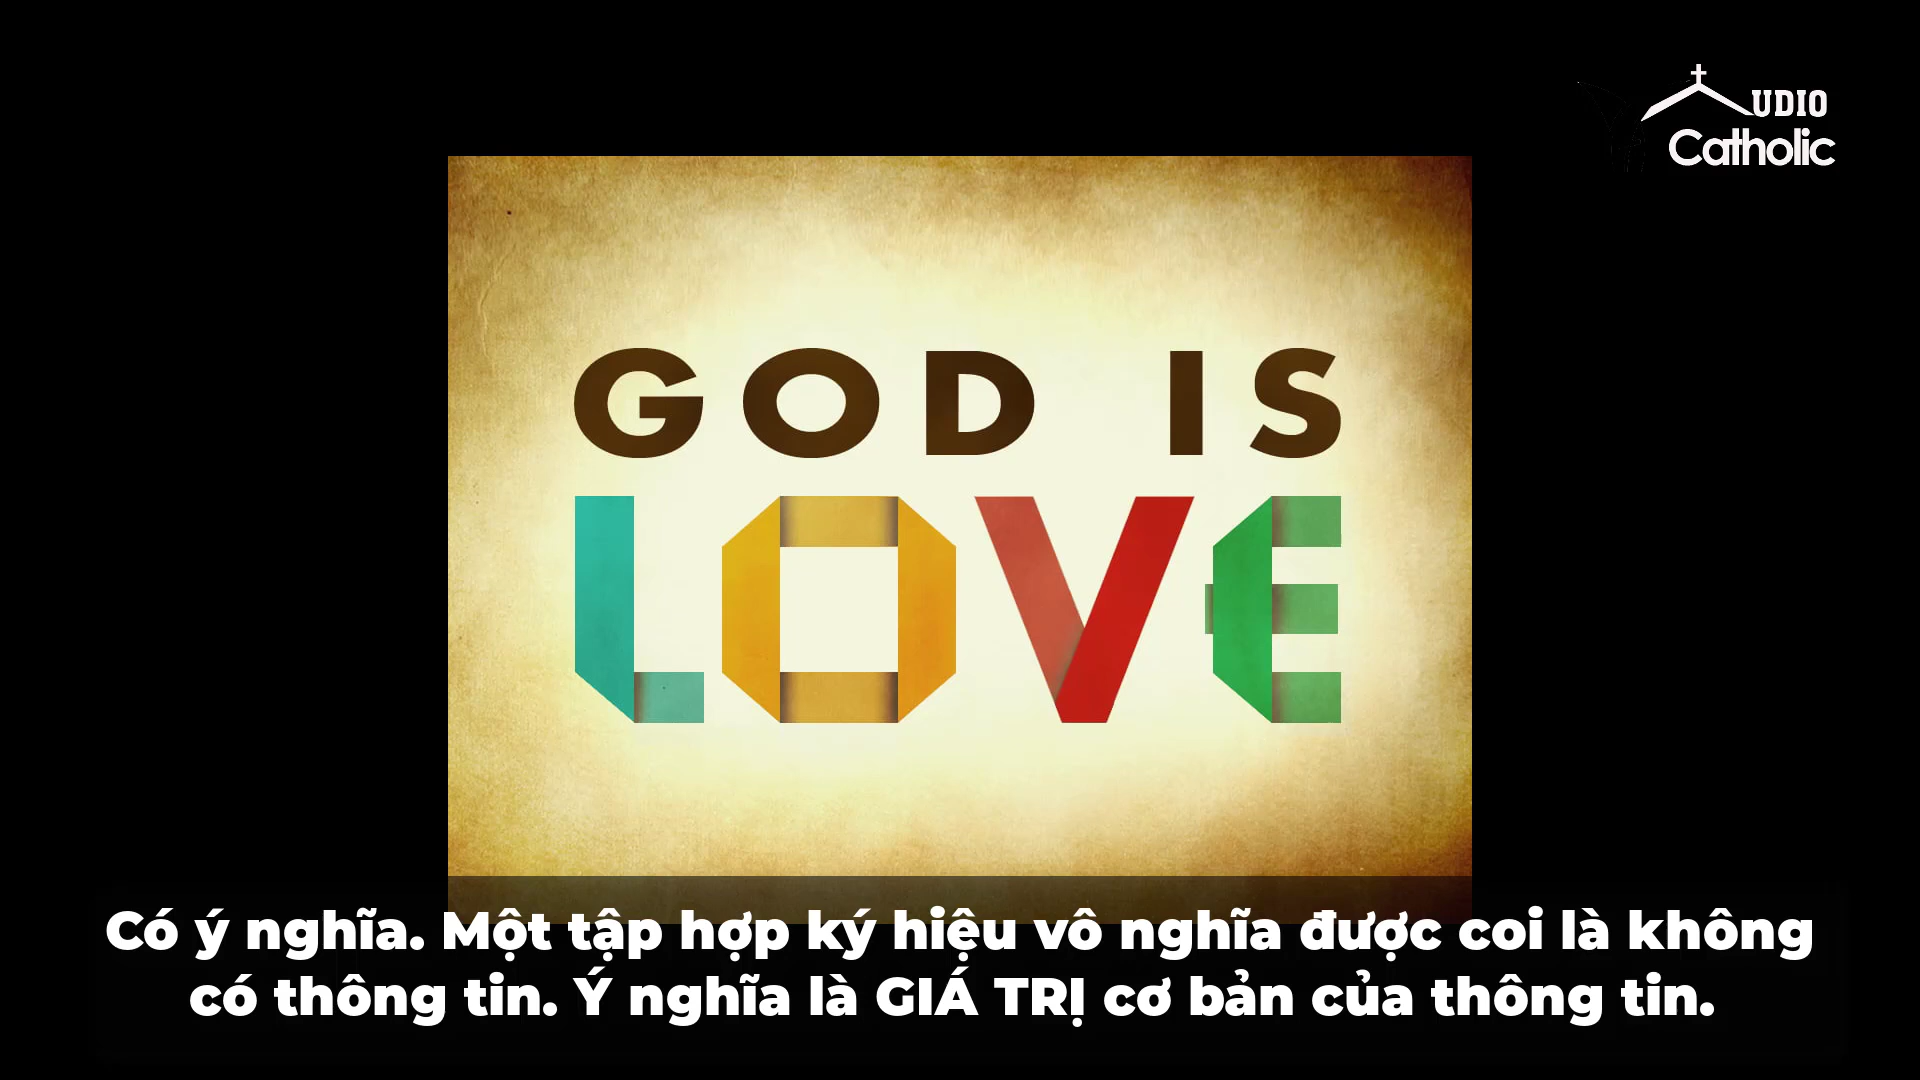 UDIO
Catholic
GOD IS
LOVE
Có ý nghĩa. Một tập hợp ký hiệu vô nghĩa được coi là không
có thông tin. Ý nghĩa là GIÁ TRỊ cơ bản của thông tin.